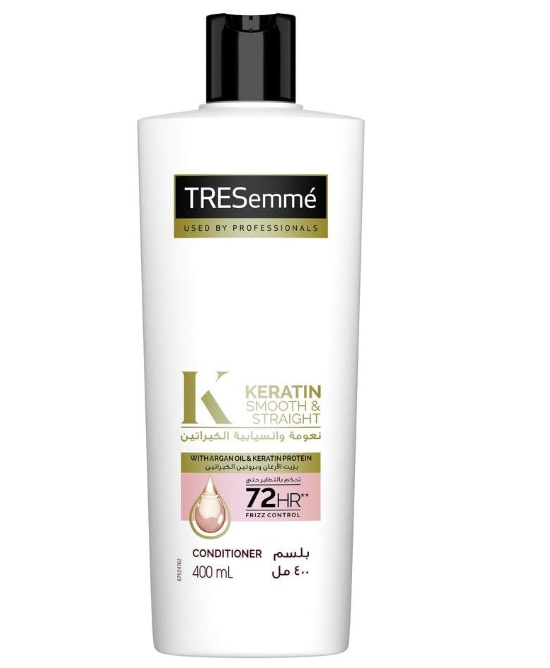 TRESemmé
USED BY PROFESSIONALS
K
KERATIN
SMOOTH &
STRAIGHT
نعومة وانسيابية الكيراتين
WITH ARGAN OIL & KERATIN PROTEIN
بزيت الأرغان وبروتين الكيراتين
تحكم بالتطاير حتى
72HR**
FRIZZ CONTROL
CONDITIONER بلسم
400 mL ٤٠٠ مل